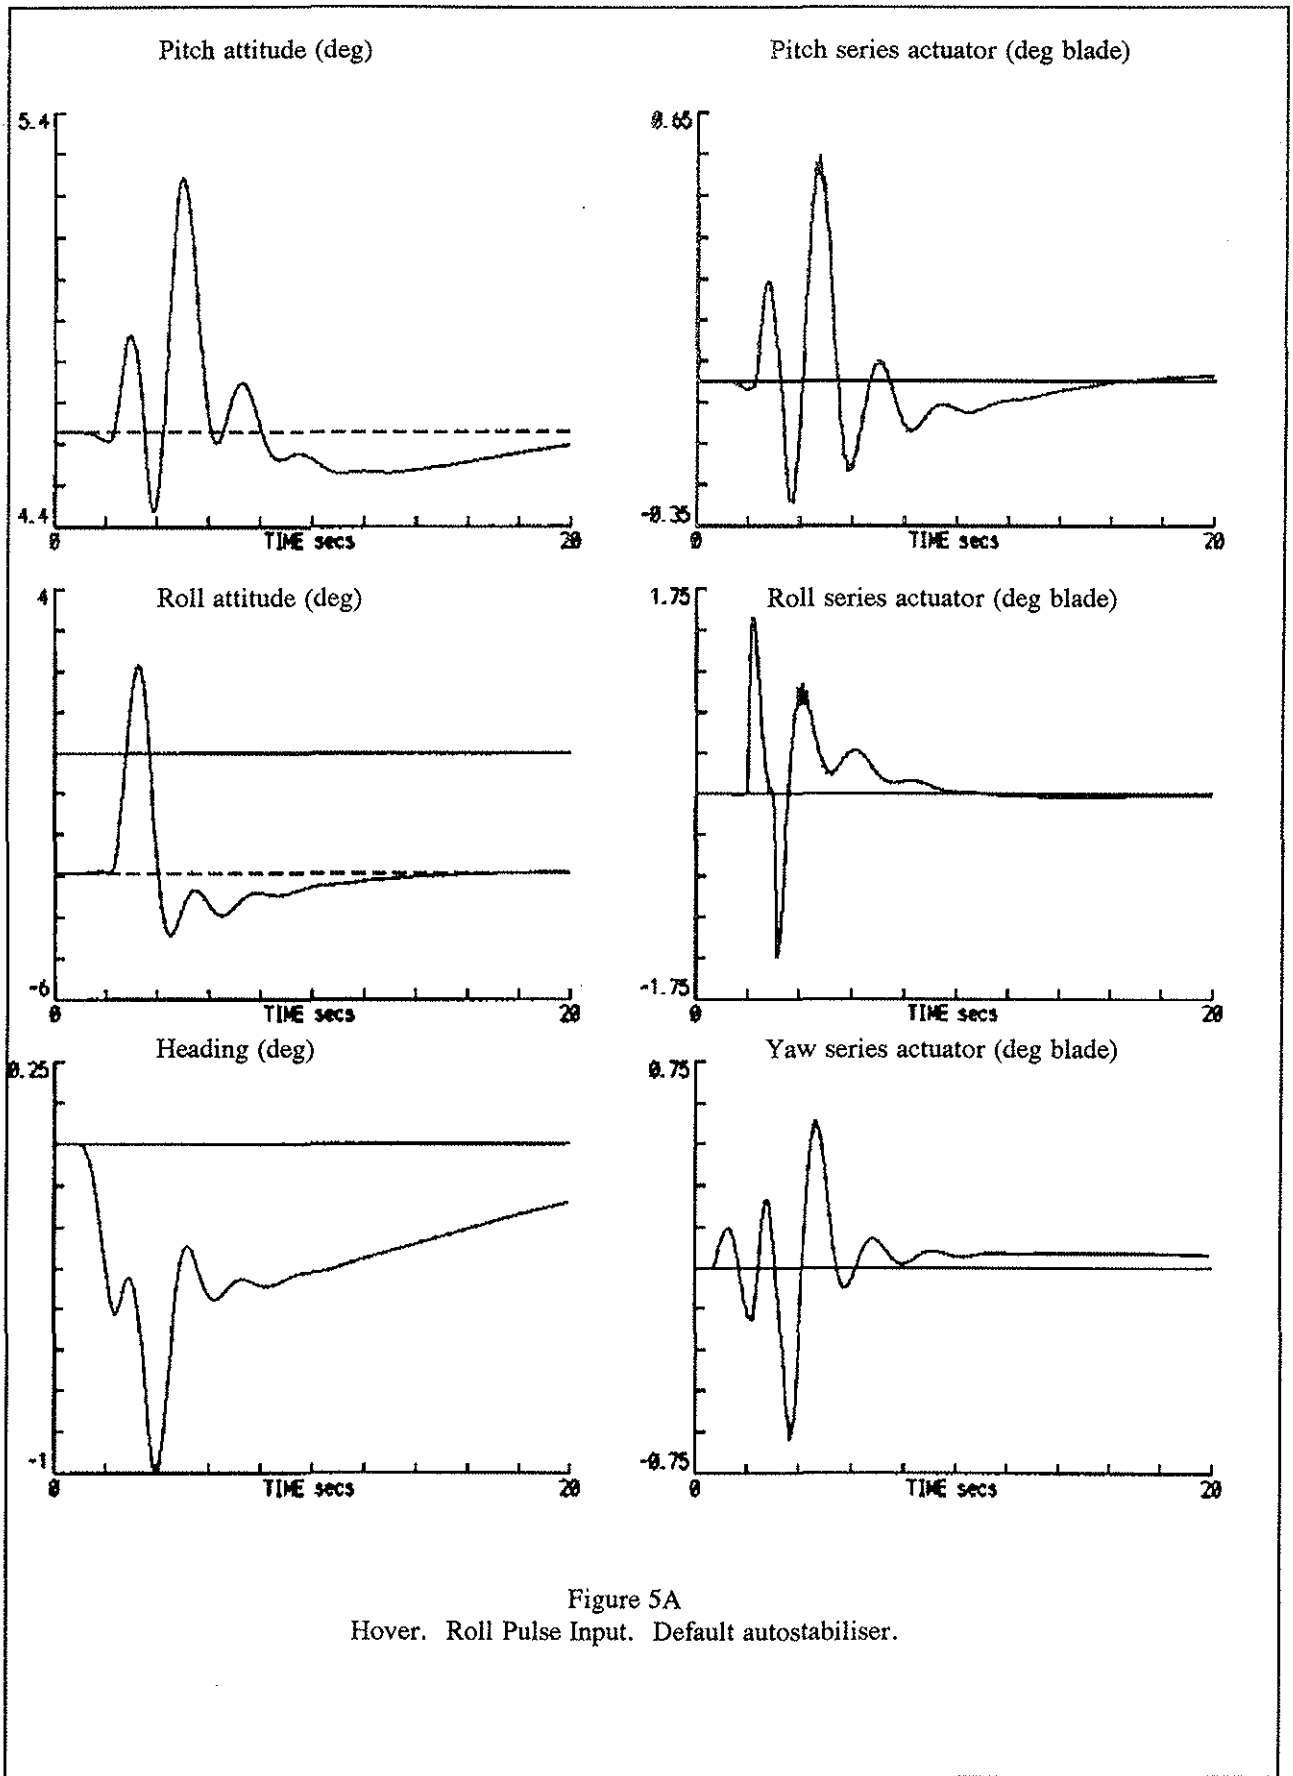 Pitch attitude (deg)
5.4
4.4
0
TIME secs
20
Pitch series actuator (deg blade)
0.65
-0.35
0
TIME secs
20
Roll attitude (deg)
4
-6
0
TIME secs
20
Roll series actuator (deg blade)
1.75
-1.75
0
TIME secs
20
Heading (deg)
0.25
-1
0
TIME secs
20
Yaw series actuator (deg blade)
0.75
-0.75
0
TIME secs
20
Figure 5A
Hover. Roll Pulse Input. Default autostabiliser.